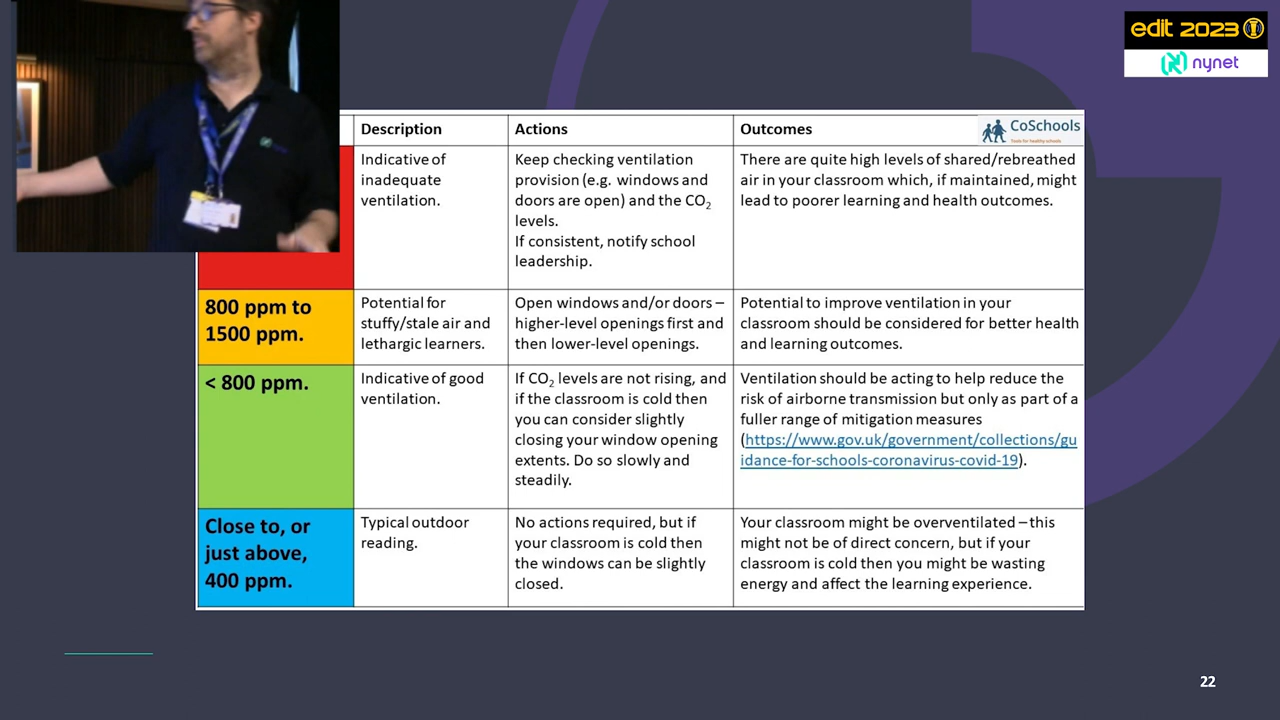 edit 2023
nynet
Description
Actions
Outcomes
CoSchools
Tools for healthy schools
Indicative of
inadequate
ventilation.
Keep checking ventilation
provision (e.g. windows and
doors are open) and the CO2
levels.
If consistent, notify school
leadership.
There are quite high levels of shared/rebreathed
air in your classroom which, if maintained, might
lead to poorer learning and health outcomes.
800 ppm to
1500 ppm.
Potential for
stuffy/stale air and
lethargic learners.
Open windows and/or doors –
higher-level openings first and
then lower-level openings.
Potential to improve ventilation in your
classroom should be considered for better health
and learning outcomes.
< 800 ppm.
Indicative of good
ventilation.
If CO2 levels are not rising, and
if the classroom is cold then
you can consider slightly
closing your window opening
extents. Do so slowly and
steadily.
Ventilation should be acting to help reduce the
risk of airborne transmission but only as part of a
fuller range of mitigation measures
(https://www.gov.uk/government/collections/gu
idance-for-schools-coronavirus-covid-19).
Close to, or
just above,
400 ppm.
Typical outdoor
reading.
No actions required, but if
your classroom is cold then
the windows can be slightly
closed.
Your classroom might be overventilated – this
might not be of direct concern, but if your
classroom is cold then you might be wasting
energy and affect the learning experience.
22